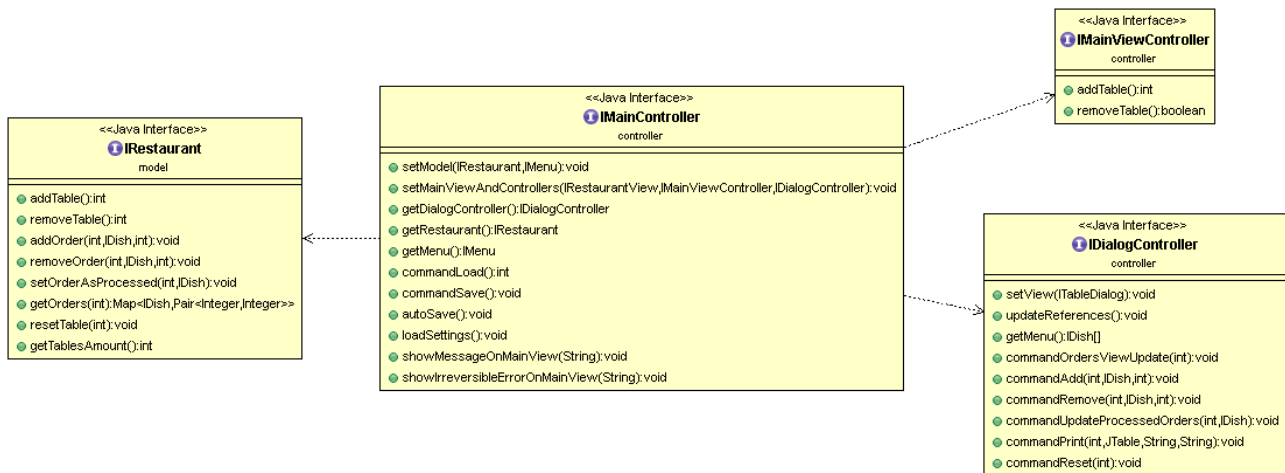 <<Java Interface>>
IMainViewController
controller
addTable():int
removeTable():boolean
<<Java Interface>>
IMainController
controller
setModel(IRestaurant,IMenu):void
setMainViewAndControllers(IRestaurantView,IMainViewController,IDialogController):void
getDialogController():IDialogController
getRestaurant():IRestaurant
getMenu():IMenu
commandLoad():int
commandSave():void
autoSave():void
loadSettings():void
showMessageOnMainView(String):void
showIrreversibleErrorOnMainView(String):void
<<Java Interface>>
IRestaurant
model
addTable():int
removeTable():int
addOrder(int,IDish,int):void
removeOrder(int,IDish,int):void
setOrderAsProcessed(int,IDish):void
getOrders(int):Map<IDish,Pair<Integer,Integer>>
resetTable(int):void
getTablesAmount():int
<<Java Interface>>
IDialogController
controller
setView(ITableDialog):void
updateReferences():void
getMenu():IDish[]
commandOrdersViewUpdate(int):void
commandAdd(int,IDish,int):void
commandRemove(int,IDish,int):void
commandUpdateProcessedOrders(int,IDish):void
commandPrint(int,JTable,String,String):void
commandReset(int):void